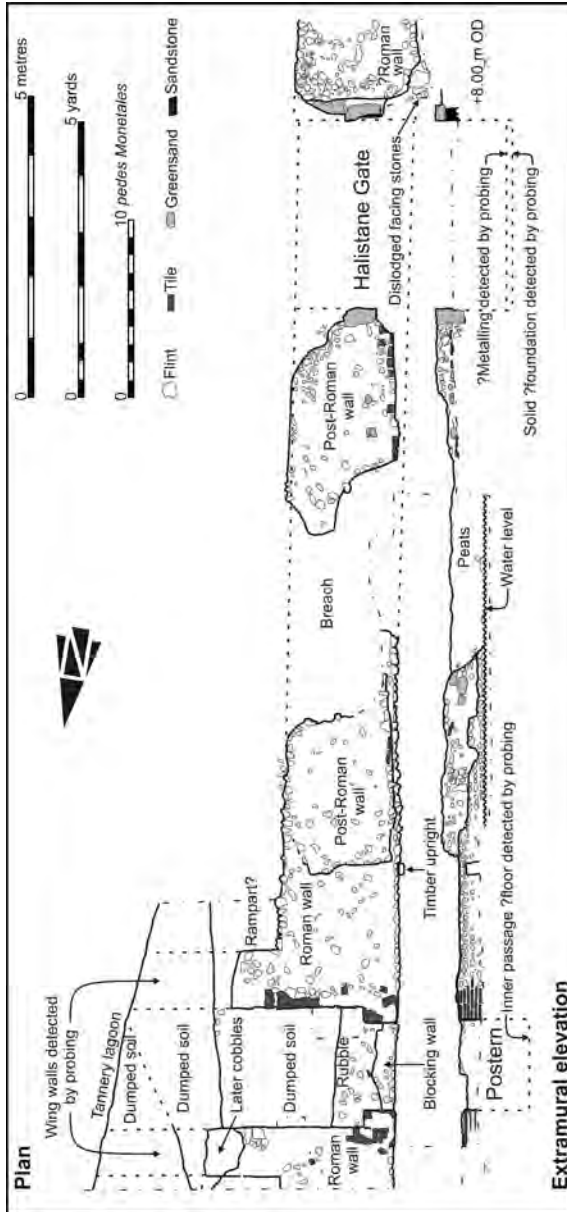 Plan
0 5 metres
0 5 yards
0 10 pedes Monetales
Flint Tile Greensand Sandstone
N
Wing walls detected
by probing
Tannery lagoon
Dumped soil
Dumped soil
Later cobbles
Dumped soil
Rampart?
Roman
wall
Rubble
Blocking wall
Roman wall
Timber upright
Post-Roman
wall
Breach
Post-Roman
wall
Halistane Gate
Dislodged facing stones
?Roman
wall
+8.00 m OD
Postern
Inner passage ?floor detected by probing
Water level
Peats
?Metalling detected by probing
Solid ?foundation detected by probing
Extramural elevation